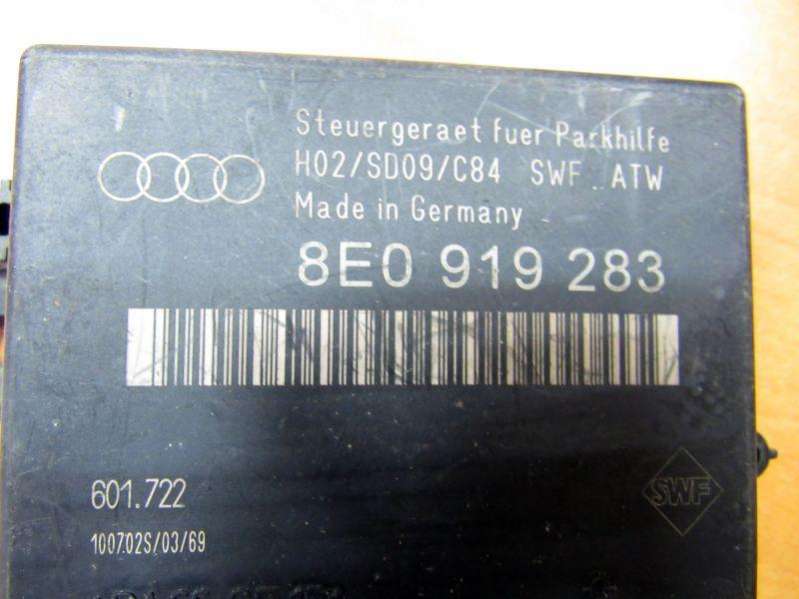 Steuergeraet fuer Parkhilfe
H02/SD09/C84 SWF ATW
Made in Germany
8E0 919 283
601.722
SWF
100702S/03/69